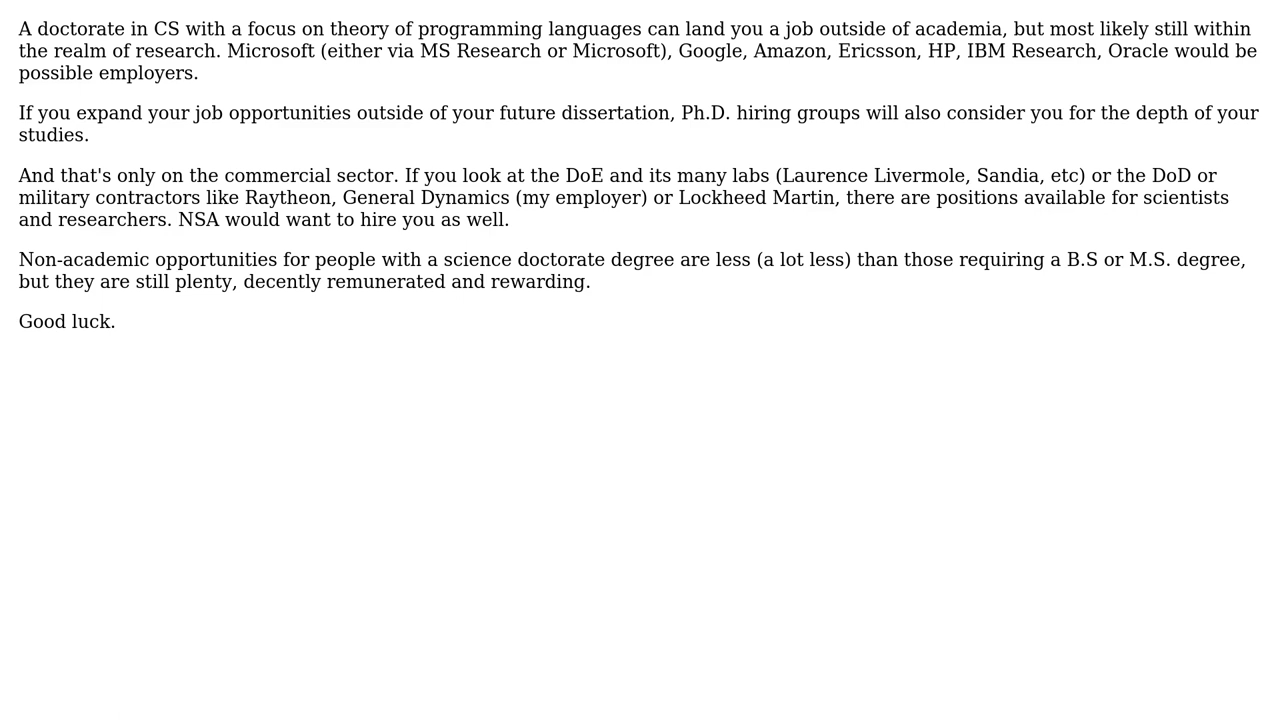 A doctorate in CS with a focus on theory of programming languages can land you a job outside of academia, but most likely still within
the realm of research. Microsoft (either via MS Research or Microsoft), Google, Amazon, Ericsson, HP, IBM Research, Oracle would be
possible employers.
If you expand your job opportunities outside of your future dissertation, Ph.D. hiring groups will also consider you for the depth of your
studies.
And that's only on the commercial sector. If you look at the DoE and its many labs (Laurence Livermole, Sandia, etc) or the DoD or
military contractors like Raytheon, General Dynamics (my employer) or Lockheed Martin, there are positions available for scientists
and researchers. NSA would want to hire you as well.
Non-academic opportunities for people with a science doctorate degree are less (a lot less) than those requiring a B.S or M.S. degree,
but they are still plenty, decently remunerated and rewarding.
Good luck.